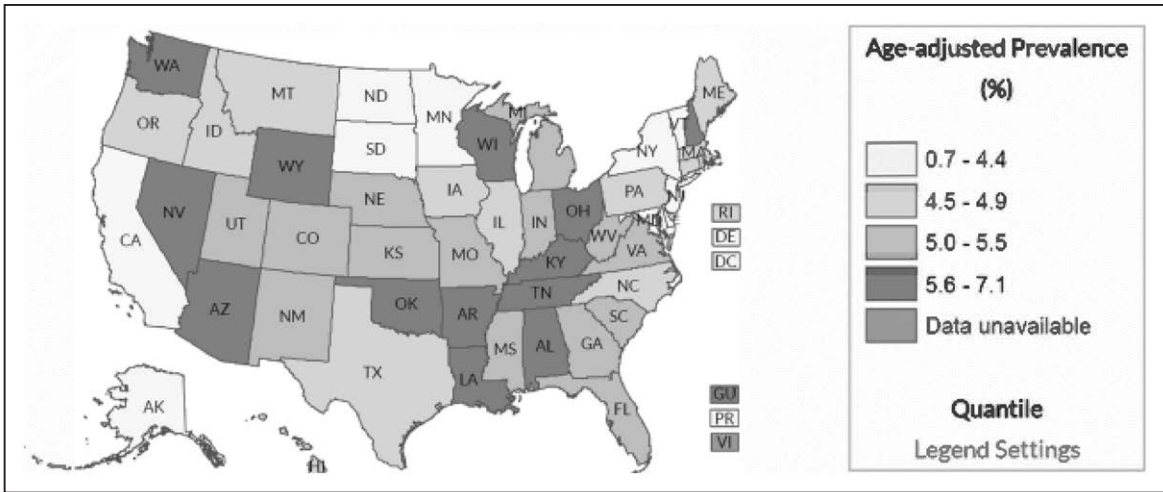 WA
MT
ND
MN
ME
OR
ID
SD
WI
MI
VT
NY
MA
WY
NE
IA
PA
NJ
NV
UT
CO
KS
MO
IL
IN
OH
WV
VA
MD
CA
KY
AZ
NM
OK
AR
TN
NC
TX
LA
MS
AL
GA
SC
FL
AK
HI
RI
DE
DC
GU
PR
VI
Age-adjusted Prevalence
(%)
0.7 - 4.4
4.5 - 4.9
5.0 - 5.5
5.6 - 7.1
Data unavailable
Quantile
Legend Settings